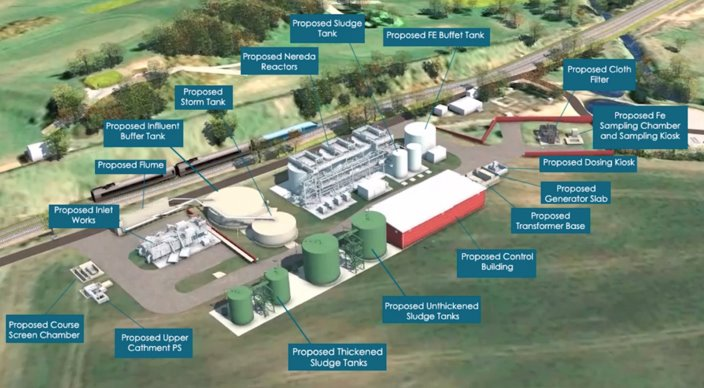 Proposed Sludge
Tank
Proposed FE Buffet Tank
Proposed Nereda
Reactors
Proposed Cloth
Filter
Proposed
Storm Tank
Proposed Fe
Sampling Chamber
and Sampling Kiosk
Proposed Influent
Buffer Tank
Proposed Flume
Proposed Dosing Kiosk
Proposed
Generator Slab
Proposed Inlet
Works
Proposed
Transformer Base
Proposed Control
Building
Proposed Unthickened
Sludge Tanks
Proposed Course
Screen Chamber
Proposed Upper
Cathment PS
Proposed Thickened
Sludge Tanks